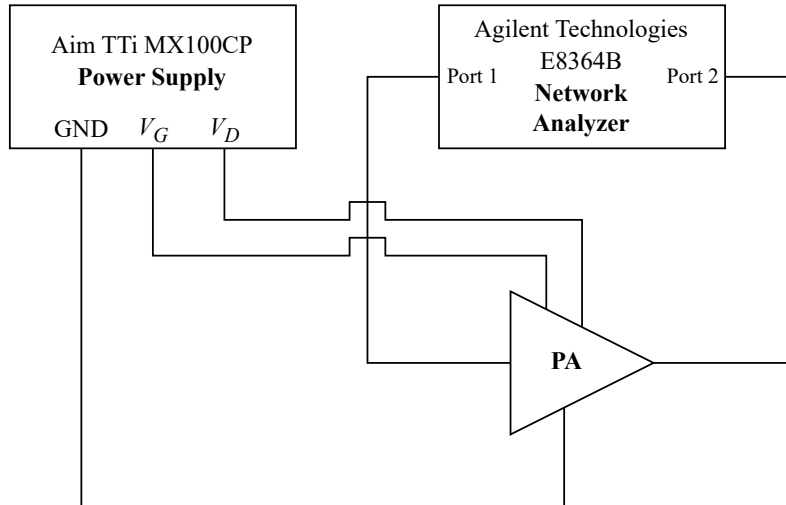 Aim TTi MX100CP
Power Supply
GND V_G V_D
Agilent Technologies
E8364B
Port 1 Port 2
Network
Analyzer
PA